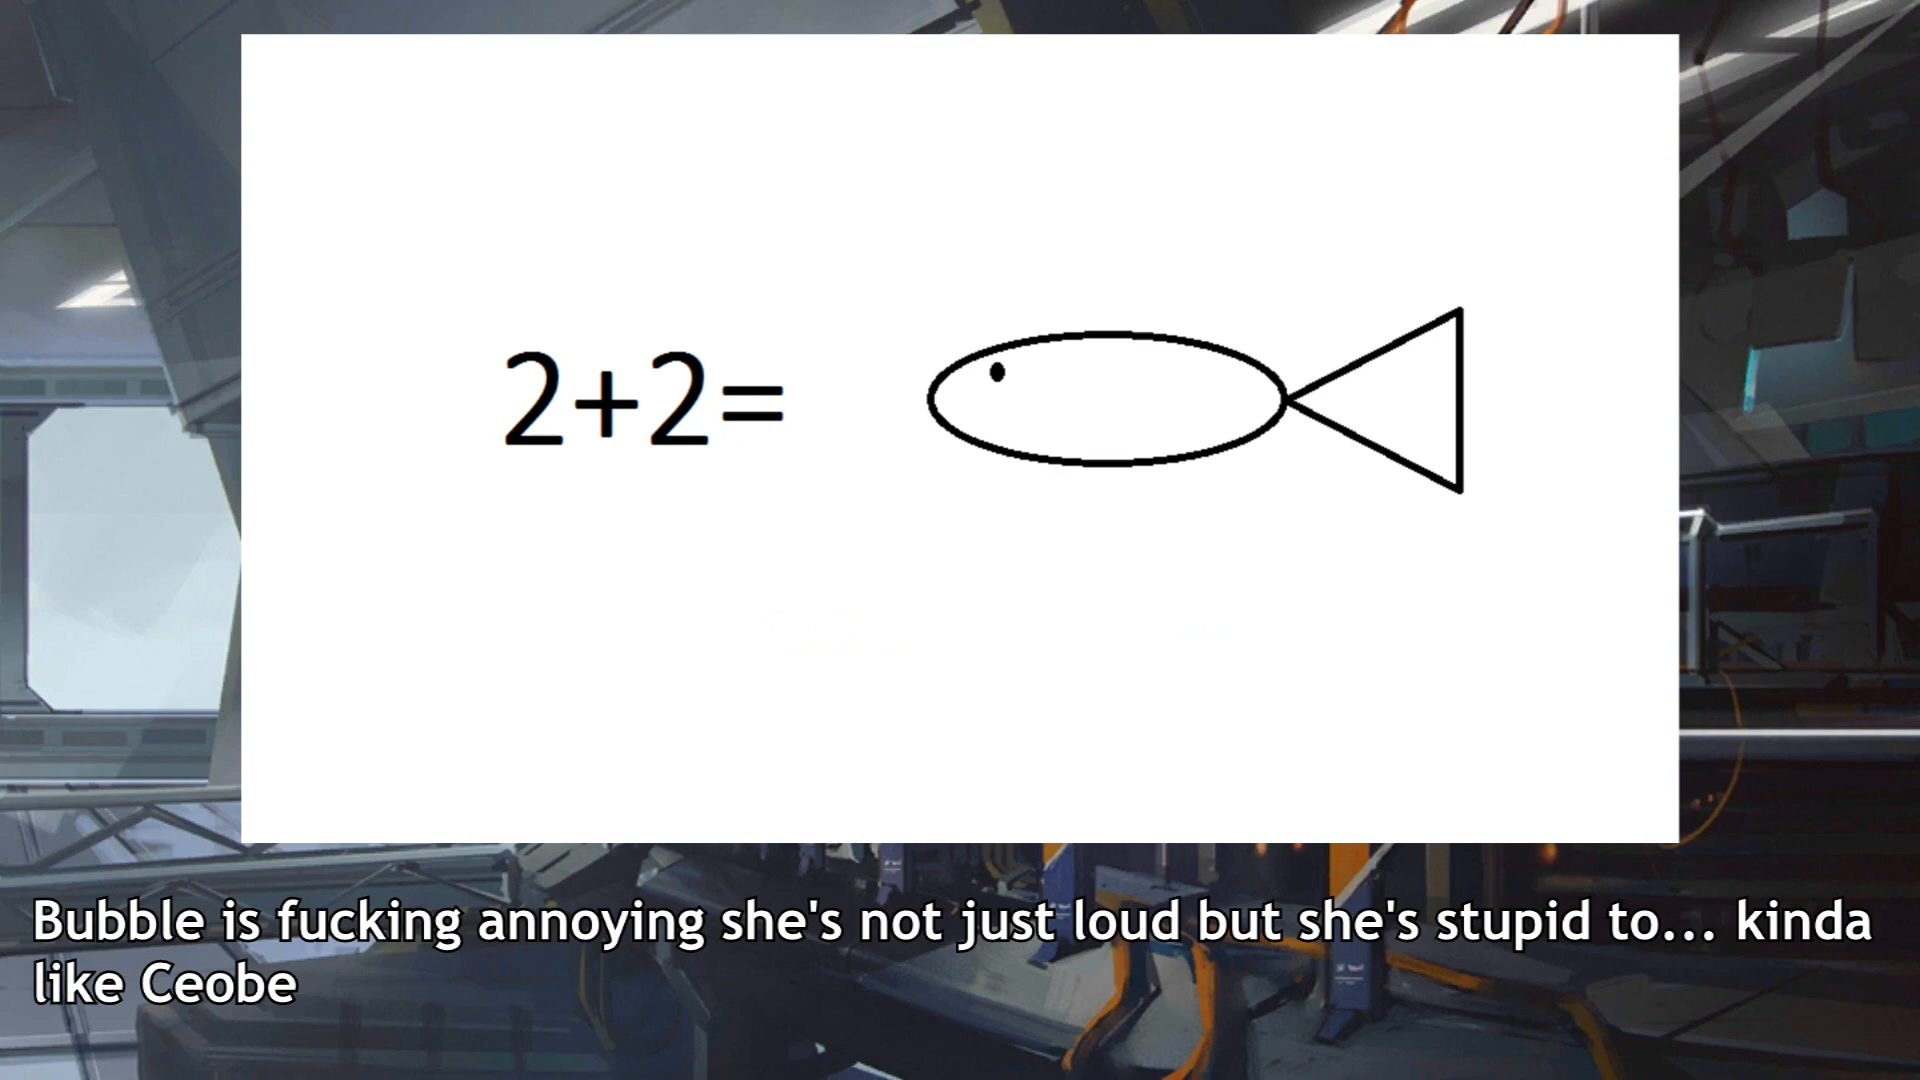 2+2=
Bubble is fucking annoying she's not just loud but she's stupid to... kinda
like Ceobe